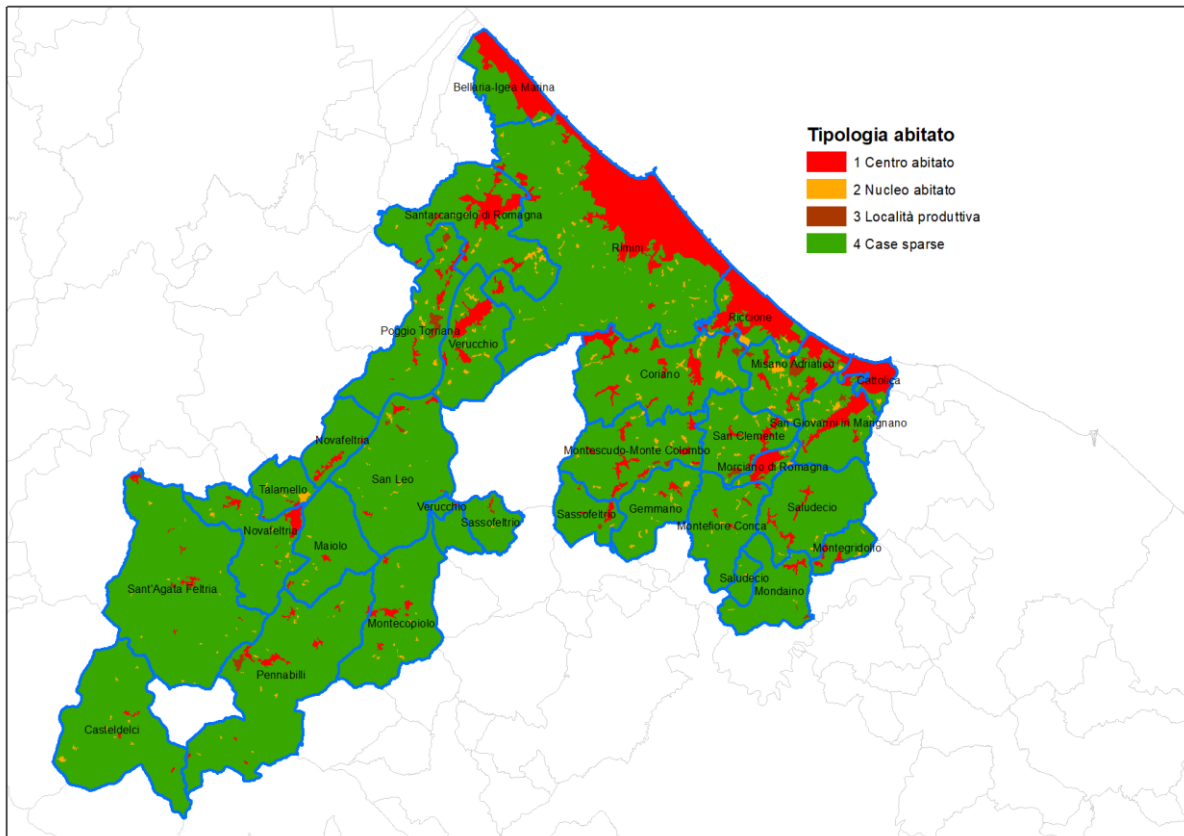 Bellaria-Igea Marina
Tipologia abitato
1 Centro abitato
2 Nucleo abitato
3 Località produttiva
4 Case sparse
Santarcangelo di Romagna
Rimini
Riccione
Poggio Torriana
Verucchio
Misano Adriatico
Coriano
Cattolica
San Giovanni in Marignano
San Clemente
Novafeltria
Montescudo-Monte Colombo
Morciano di Romagna
San Leo
Talamello
Verucchio
Saludecio
Sassofeltrio
Gemmano
Sassofeltrio
Montefiore Conca
Novafeltria
Maiolo
Montegridolfo
Saludecio
Sant'Agata Feltria
Mondaino
Montecopiolo
Pennabilli
Casteldelci